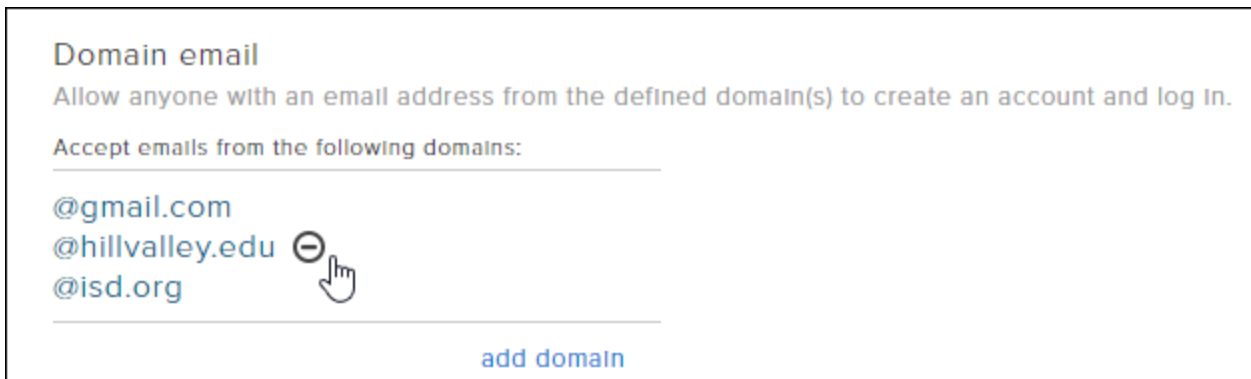 Domain email
Allow anyone with an email address from the defined domain(s) to create an account and log in.
Accept emails from the following domains:
@gmail.com
@hillvalley.edu
@isd.org
add domain